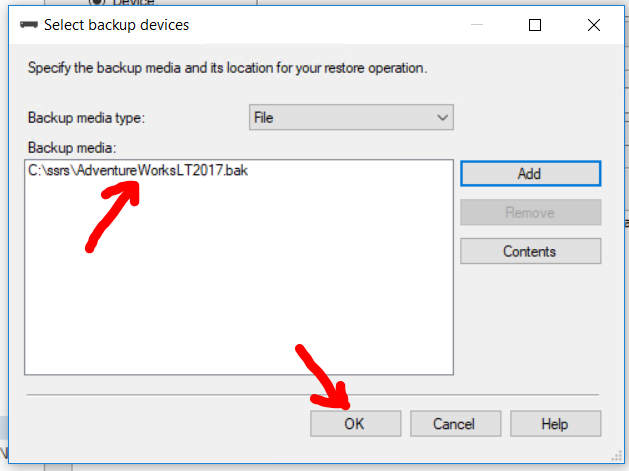 Device:
Select backup devices
Specify the backup media and its location for your restore operation.
Backup media type:
File
Backup media:
C:\ssrs\AdventureWorksLT2017.bak
Add
Remove
Contents
OK
Cancel
Help